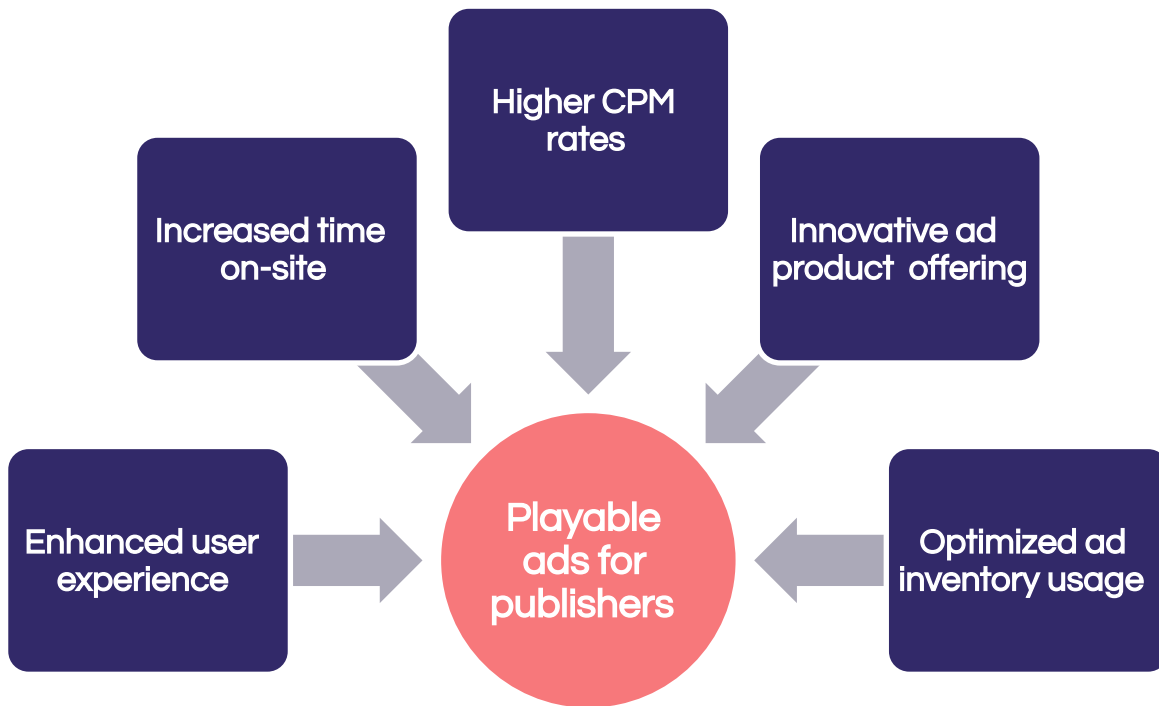 Higher CPM
rates
Increased time
on-site
Innovative ad
product  offering
Enhanced user
experience
Playable
ads for
publishers
Optimized ad
inventory usage